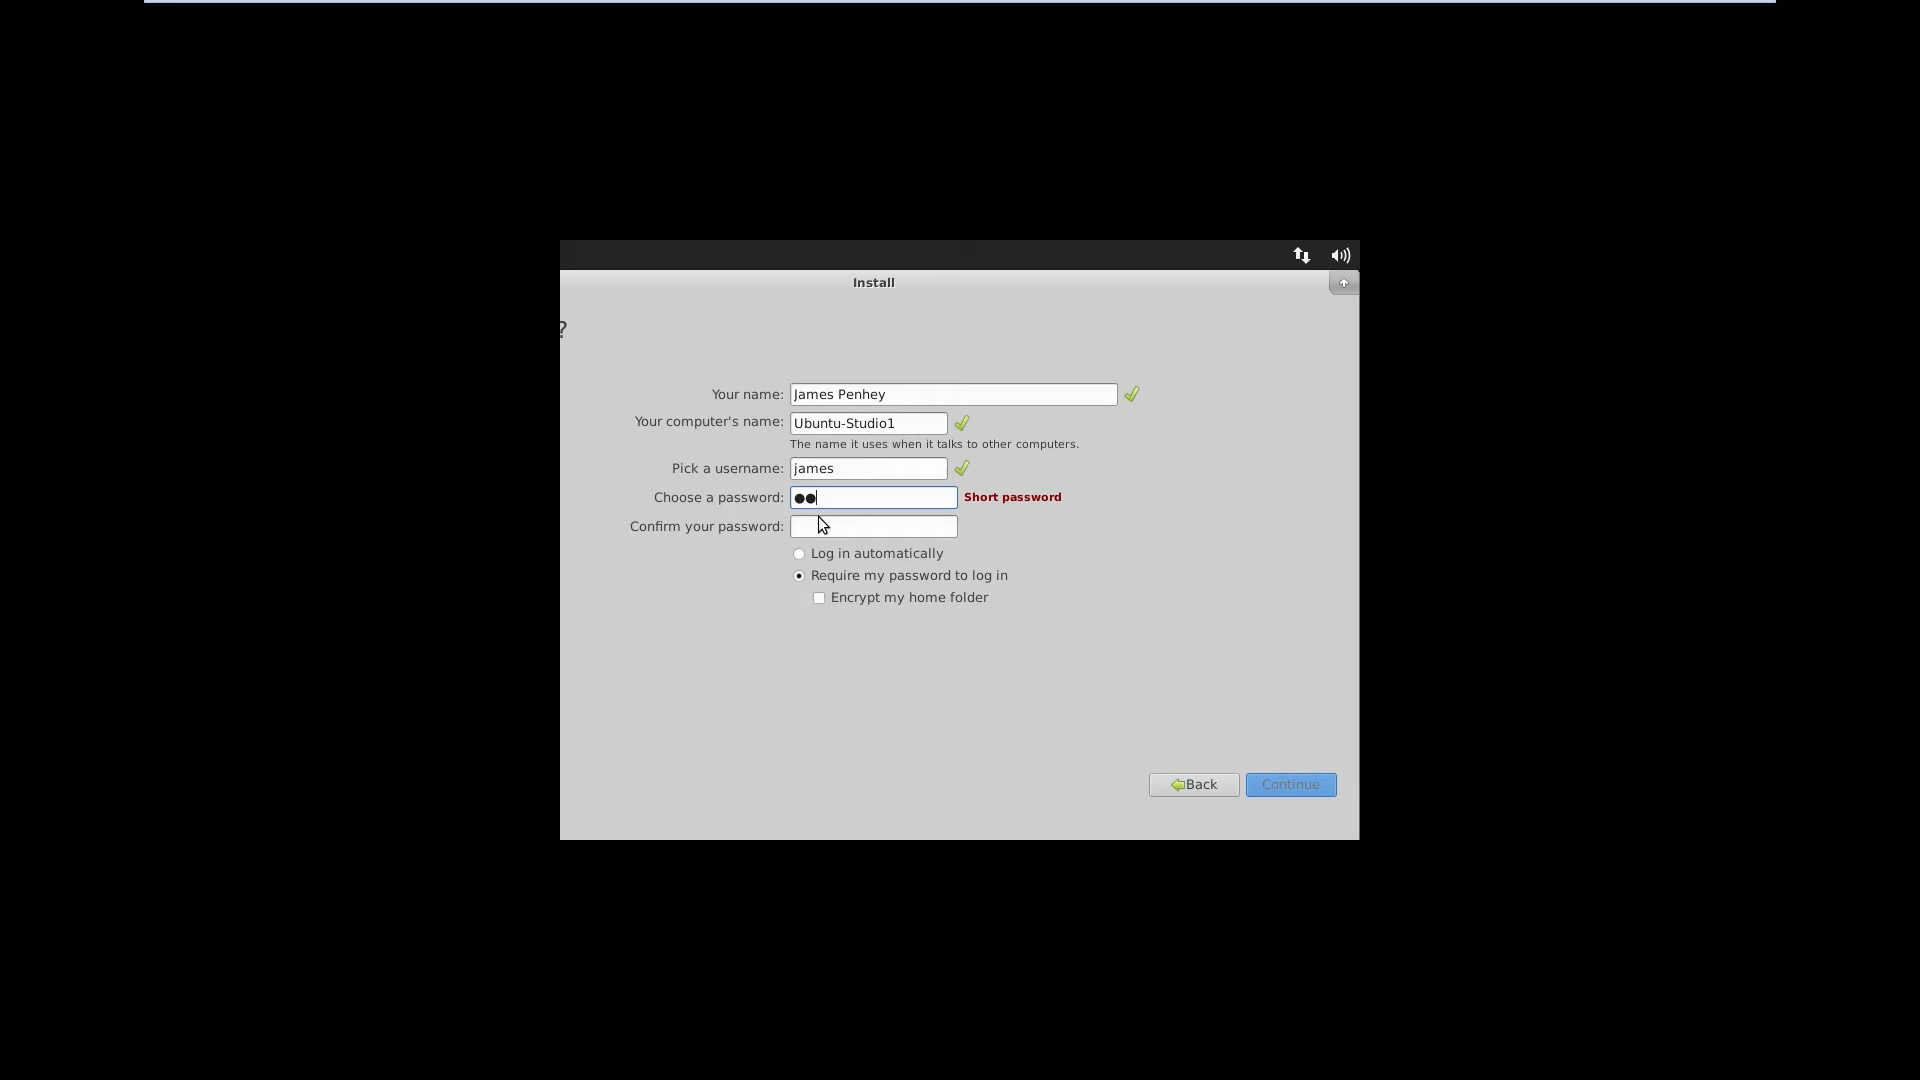 Install
?
Your name: James Penhey
Your computer's name: Ubuntu-Studio1
The name it uses when it talks to other computers.
Pick a username: james
Choose a password: ●● Short password
Confirm your password:
Log in automatically
Require my password to log in
Encrypt my home folder
Back Continue